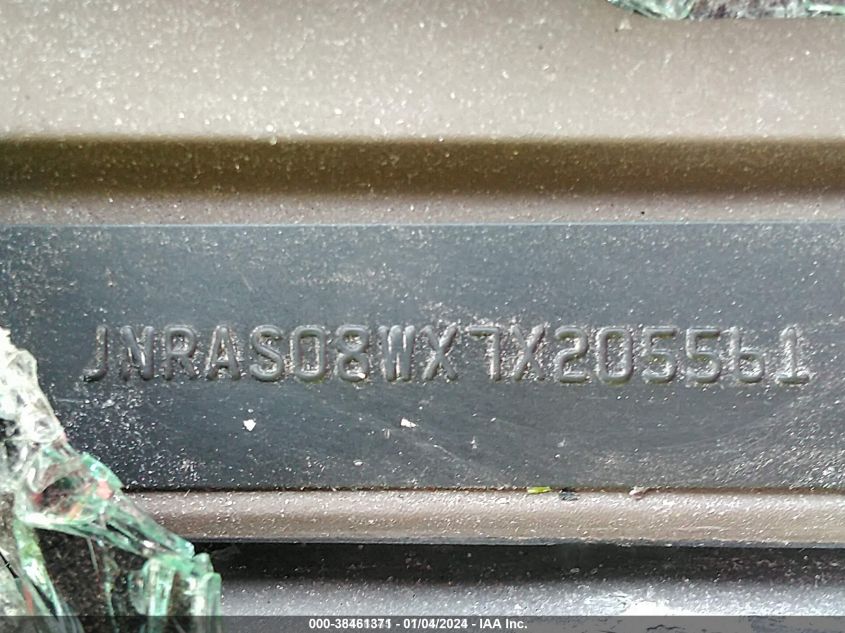 JNRAS08WX7X205561
000-38461371 - 01/04/2024 - IAA Inc.